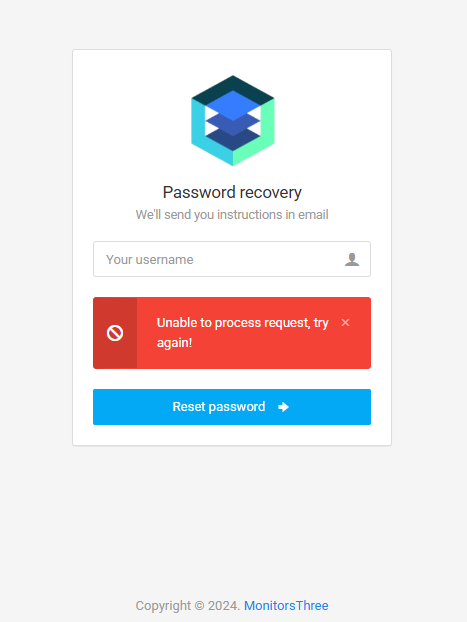 Password recovery
We'll send you instructions in email
Your username
Unable to process request, try
again!
Reset password
Copyright © 2024. MonitorsThree